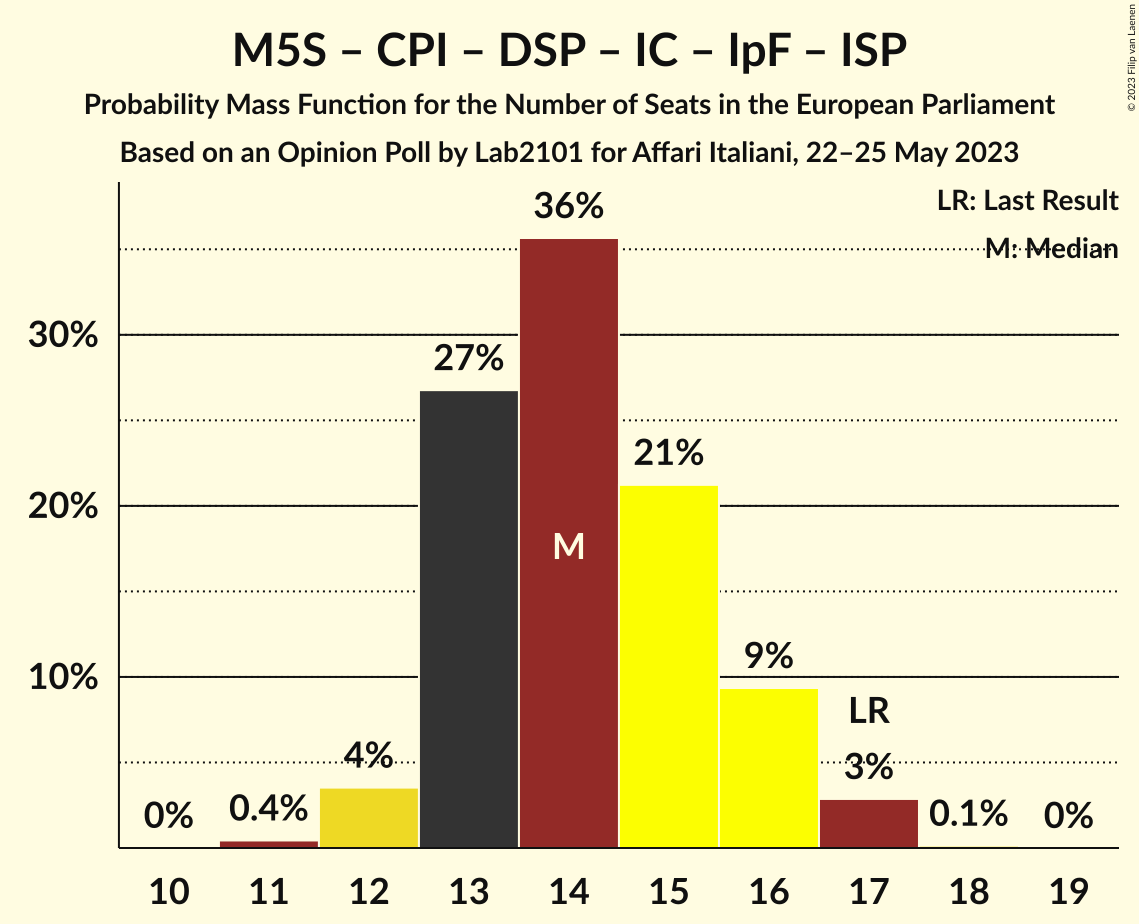 M5S – CPI – DSP – IC – IpF – ISP
Probability Mass Function for the Number of Seats in the European Parliament
Based on an Opinion Poll by Lab2101 for Affari Italiani, 22–25 May 2023
© 2023 Filip van Laenen
LR: Last Result
M: Median
30%
20%
10%
0%
0.4%
4%
27%
36%
M
21%
9%
LR
3%
0.1%
0%
10 11 12 13 14 15 16 17 18 19